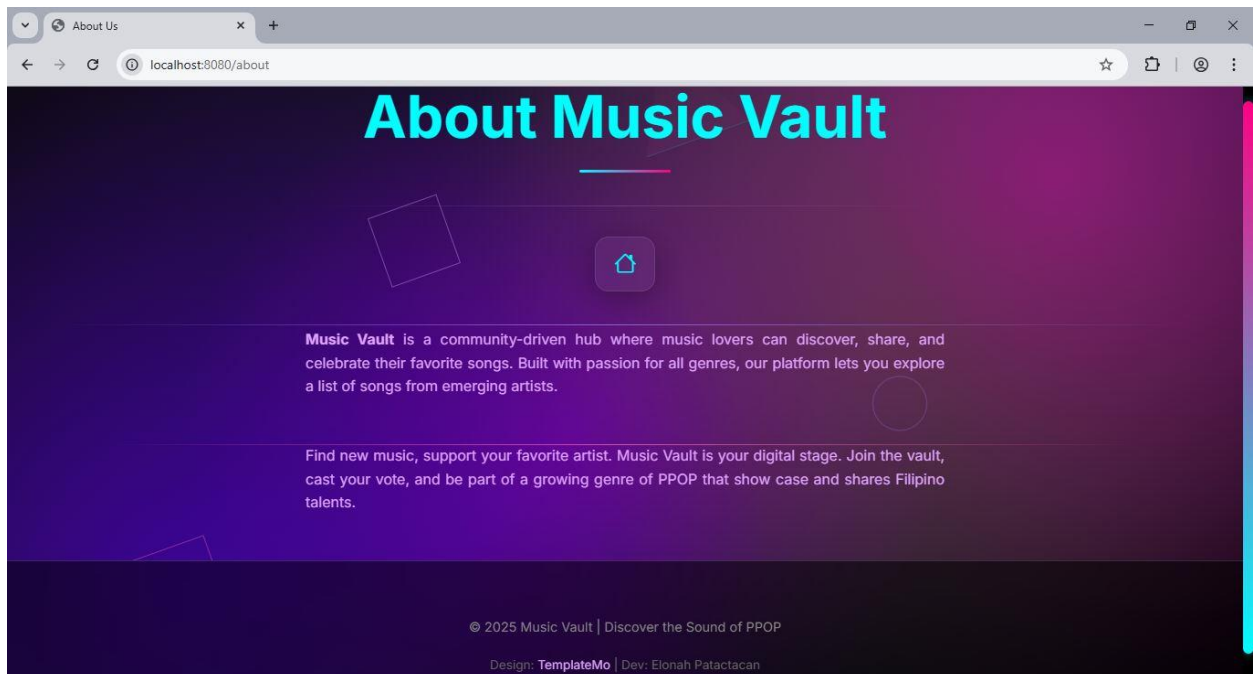 About Us
localhost:8080/about
About Music Vault
Music Vault is a community-driven hub where music lovers can discover, share, and
celebrate their favorite songs. Built with passion for all genres, our platform lets you explore
a list of songs from emerging artists.
Find new music, support your favorite artist. Music Vault is your digital stage. Join the vault,
cast your vote, and be part of a growing genre of PPOP that show case and shares Filipino
talents.
© 2025 Music Vault | Discover the Sound of PPOP
Design: TemplateMo | Dev: Elonah Patactacan